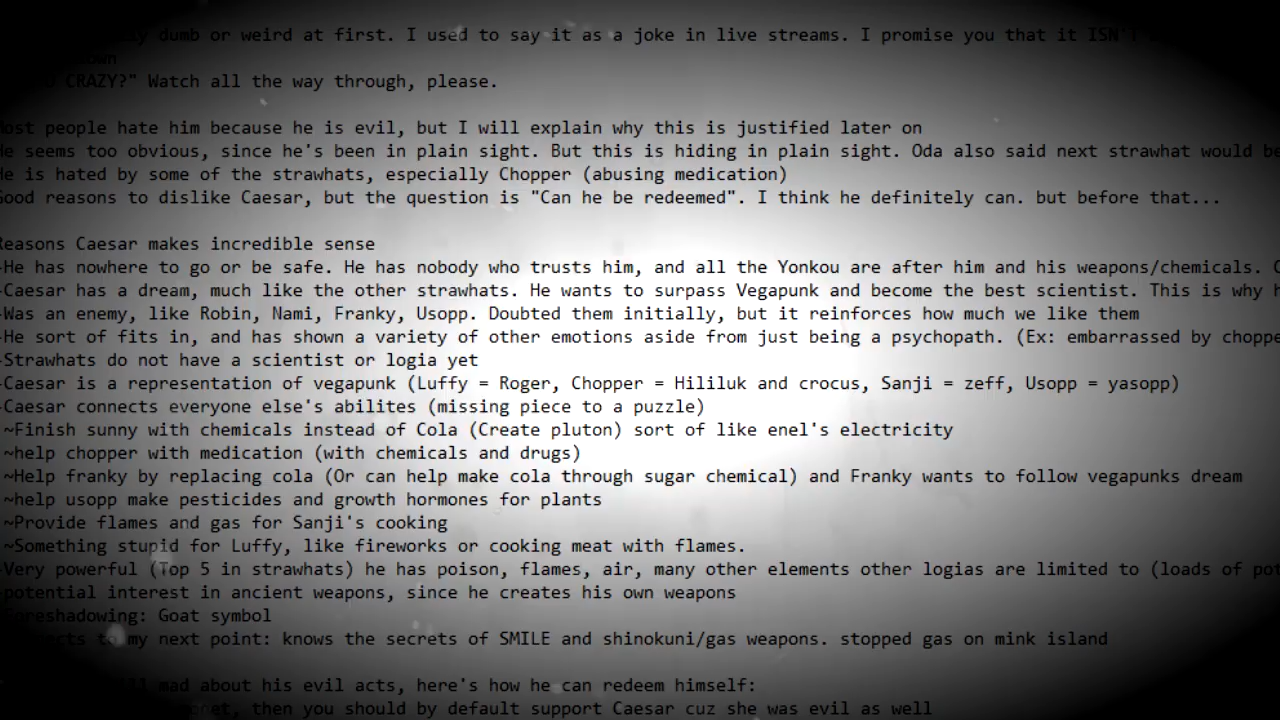 dumb or weird at first. I used to say it as a joke in live streams. I promise you that it ISN'T
CRAZY?" Watch all the way through, please.
Most people hate him because he is evil, but I will explain why this is justified later on
He seems too obvious, since he's been in plain sight. But this is hiding in plain sight. Oda also said next strawhat would be
He is hated by some of the strawhats, especially Chopper (abusing medication)
Good reasons to dislike Caesar, but the question is "Can he be redeemed". I think he definitely can. but before that...
Reasons Caesar makes incredible sense
-He has nowhere to go or be safe. He has nobody who trusts him, and all the Yonkou are after him and his weapons/chemicals.
-Caesar has a dream, much like the other strawhats. He wants to surpass Vegapunk and become the best scientist. This is why
-Was an enemy, like Robin, Nami, Franky, Usopp. Doubted them initially, but it reinforces how much we like them
-He sort of fits in, and has shown a variety of other emotions aside from just being a psychopath. (Ex: embarrassed by choppe
-Strawhats do not have a scientist or logia yet
-Caesar is a representation of vegapunk (Luffy = Roger, Chopper = Hililuk and crocus, Sanji = zeff, Usopp = yasopp)
-Caesar connects everyone else's abilites (missing piece to a puzzle)
~Finish sunny with chemicals instead of Cola (Create pluton) sort of like enel's electricity
~help chopper with medication (with chemicals and drugs)
~Help franky by replacing cola (Or can help make cola through sugar chemical) and Franky wants to follow vegapunks dream
~help usopp make pesticides and growth hormones for plants
~Provide flames and gas for Sanji's cooking
~Something stupid for Luffy, like fireworks or cooking meat with flames.
-Very powerful (Top 5 in strawhats) he has poison, flames, air, many other elements other logias are limited to (loads of pot
-potential interest in ancient weapons, since he creates his own weapons
Foreshadowing: Goat symbol
to my next point: knows the secrets of SMILE and shinokuni/gas weapons. stopped gas on mink island
mad about his evil acts, here's how he can redeem himself:
then you should by default support Caesar cuz she was evil as well